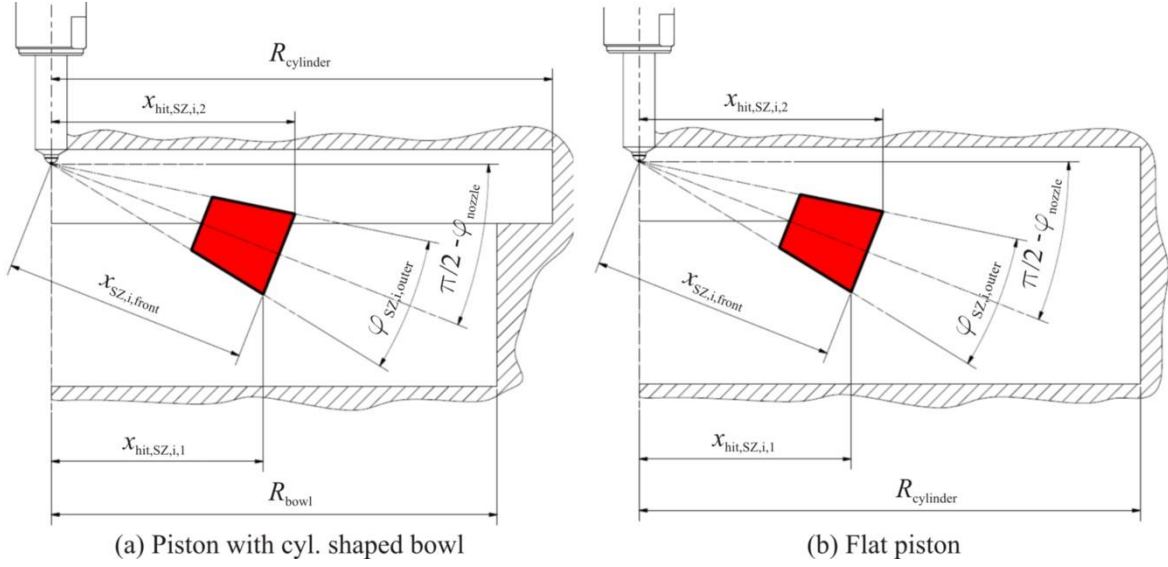 R_cylinder
x_hit,SZ,i,2
π/2 - φ_nozzle
φ_SZ,i,outer
x_SZ,i,front
x_hit,SZ,i,1
R_bowl
(a) Piston with cyl. shaped bowl
x_hit,SZ,i,2
π/2 - φ_nozzle
φ_SZ,i,outer
x_SZ,i,front
x_hit,SZ,i,1
R_cylinder
(b) Flat piston